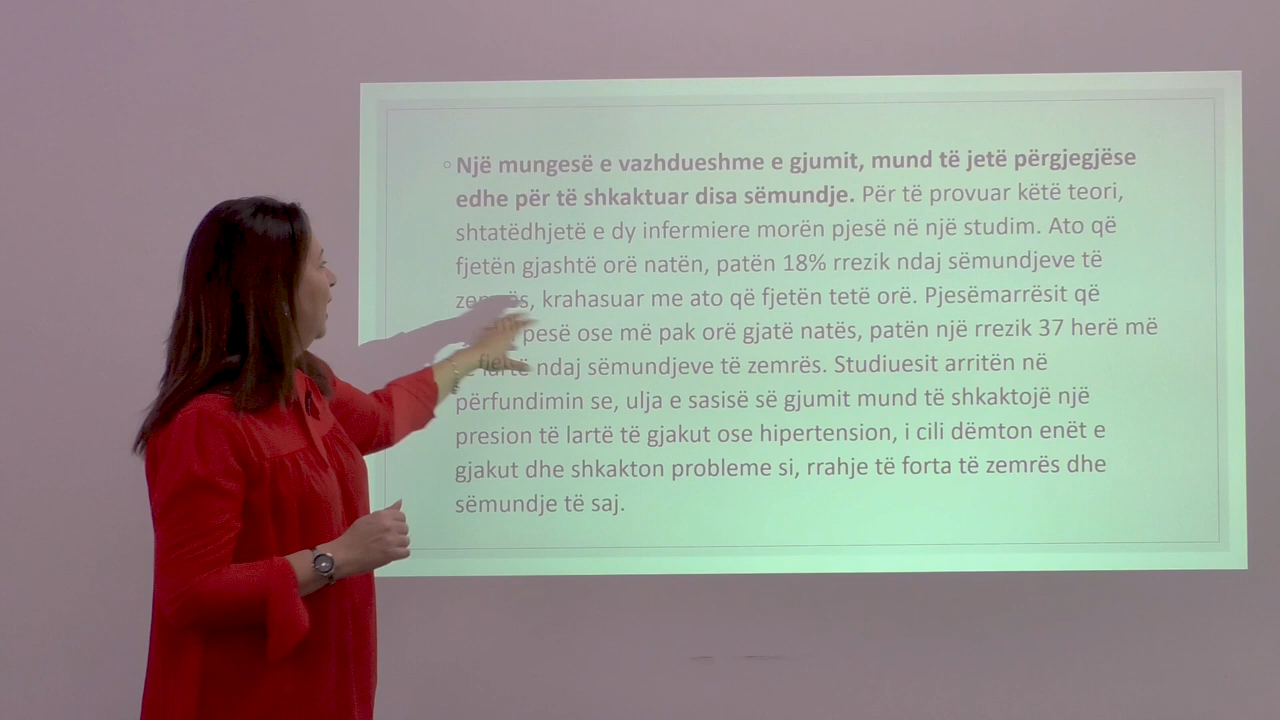 Një mungesë e vazhdueshme e gjumit, mund të jetë përgjegjëse
edhe për të shkaktuar disa sëmundje. Për të provuar këtë teori,
shtatëdhjetë e dy infermiere morën pjesë në një studim. Ato që
fjetën gjashtë orë natën, patën 18% rrezik ndaj sëmundjeve të
zemrës, krahasuar me ato që fjetën tetë orë. Pjesëmarrësit që
pesë ose më pak orë gjatë natës, patën një rrezik 37 herë më
ndaj sëmundjeve të zemrës. Studiuesit arritën në
përfundimin se, ulja e sasisë së gjumit mund të shkaktojë një
presion të lartë të gjakut ose hipertension, i cili dëmton enët e
gjakut dhe shkakton probleme si, rrahje të forta të zemrës dhe
sëmundje të saj.